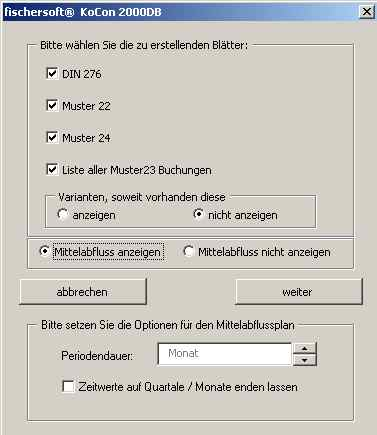 fischersoft® KoCon 2000DB
Bitte wählen Sie die zu erstellenden Blätter:
DIN 276
Muster 22
Muster 24
Liste aller Muster23 Buchungen
Varianten, soweit vorhanden diese
anzeigen nicht anzeigen
Mittelabfluss anzeigen Mittelabfluss nicht anzeigen
abbrechen weiter
Bitte setzen Sie die Optionen für den Mittelabflussplan
Periodendauer: Monat
Zeitwerte auf Quartale / Monate enden lassen